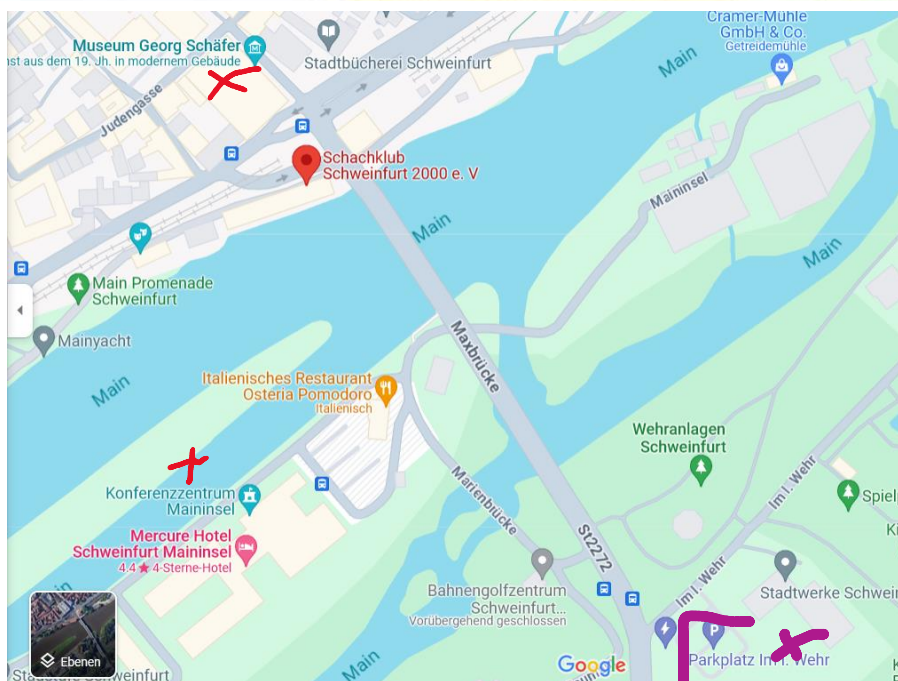 Museum Georg Schäfer
nst aus dem 19. Jh. in modernem Gebäude
Stadtbücherei Schweinfurt
Cramer-Mühle
GmbH & Co.
Getreidemühle
Main
Judengasse
Schachklub
Schweinfurt 2000 e. V
Maininsel
Main
Main
Main Promenade
Schweinfurt
Mainyacht
Maxbrücke
Italienisches Restaurant
Osteria Pomodoro
Italienisch
Main
Wehranlagen
Schweinfurt
Konferenzzentrum
Maininsel
Marienbrücke
Im I. Wehr
Spielp
Mercure Hotel
Schweinfurt Maininsel
4.4 ★ 4-Sterne-Hotel
St2272
Bahnengolfzentrum
Schweinfurt...
Vorübergehend geschlossen
Im I. Wehr
Stadtwerke Schwei
P
Parkplatz Im I. Wehr
Ebenen
Main
Google